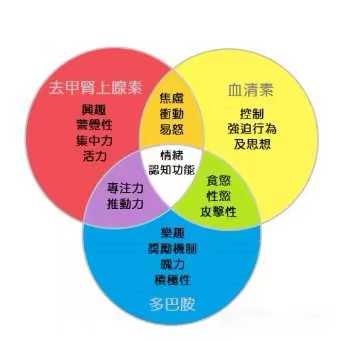 去甲腎上腺素
興趣
警覺性
集中力
活力
焦慮
衝動
易怒
血清素
控制
強迫行為
及思想
情緒
認知功能
專注力
推動力
食慾
性慾
攻擊性
樂趣
獎勵機制
魄力
積極性
多巴胺